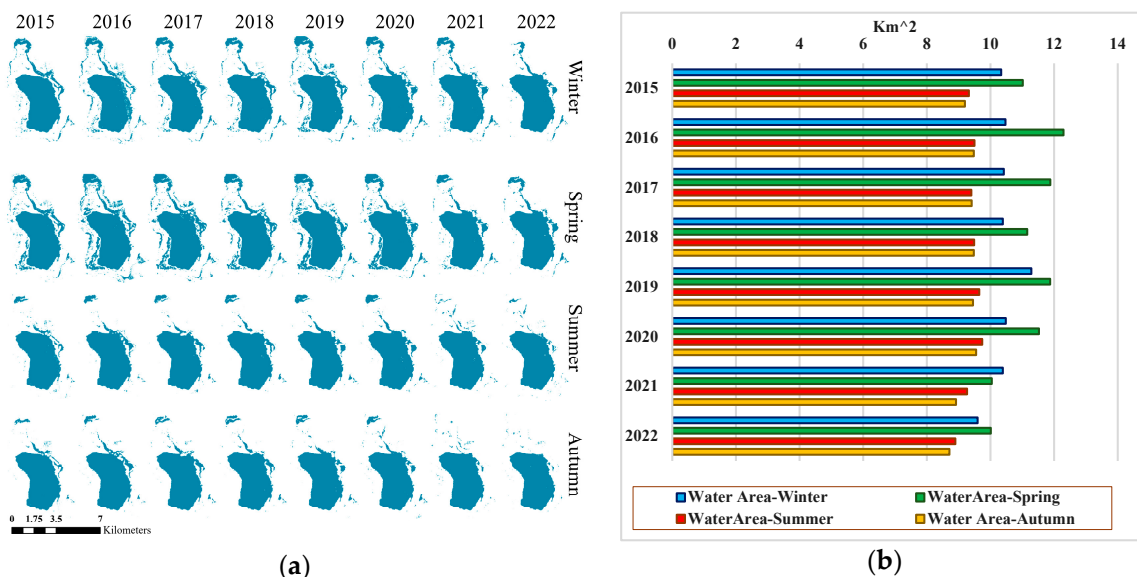 2015 2016 2017 2018 2019 2020 2021 2022
Winter
Spring
Summer
Autumn
0 1.75 3.5 7
Kilometers
(a)
Km^2
0 2 4 6 8 10 12 14
2015
2016
2017
2018
2019
2020
2021
2022
Water Area-Winter WaterArea-Spring
WaterArea-Summer Water Area-Autumn
(b)